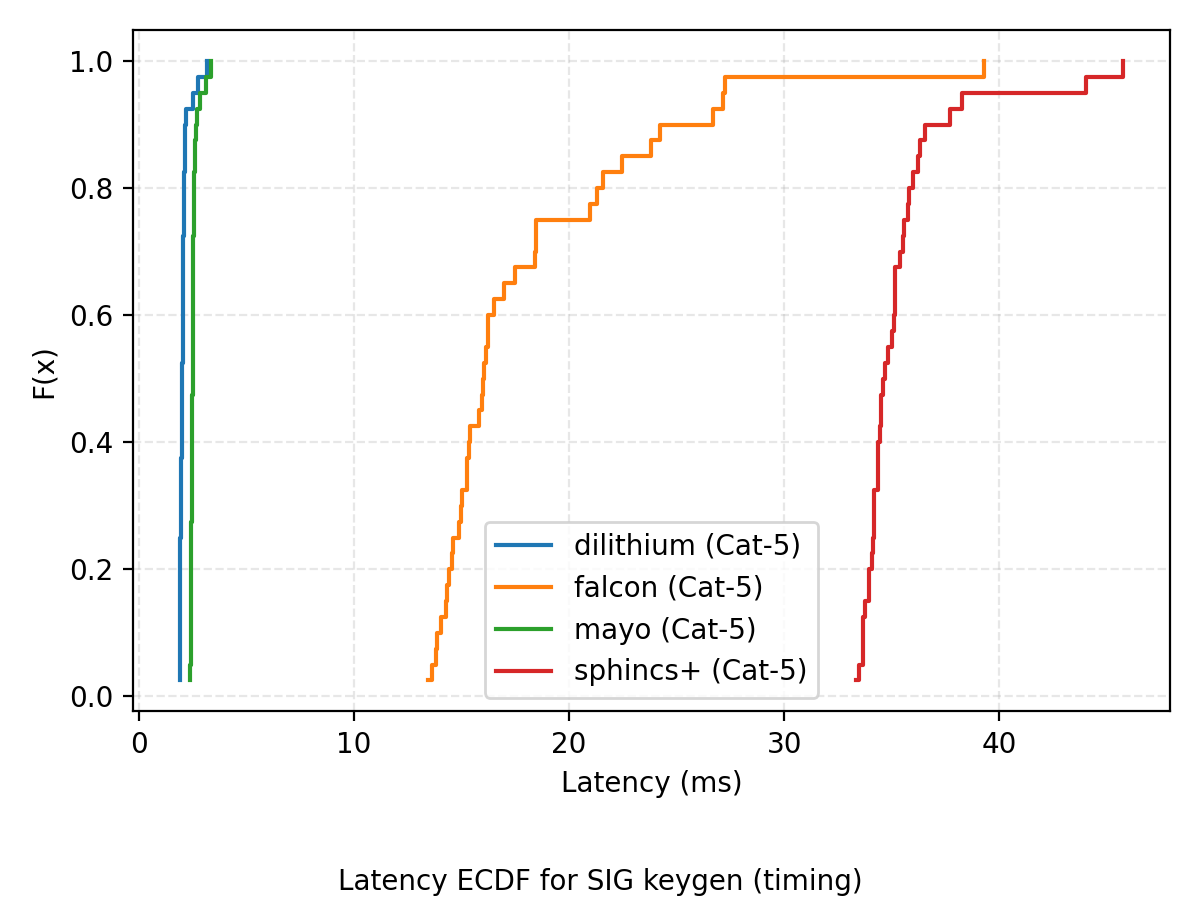 1.0
0.8
0.6
0.4
0.2
0.0
F(x)
dilithium (Cat-5)
falcon (Cat-5)
mayo (Cat-5)
sphincs+ (Cat-5)
0 10 20 30 40
Latency (ms)
Latency ECDF for SIG keygen (timing)